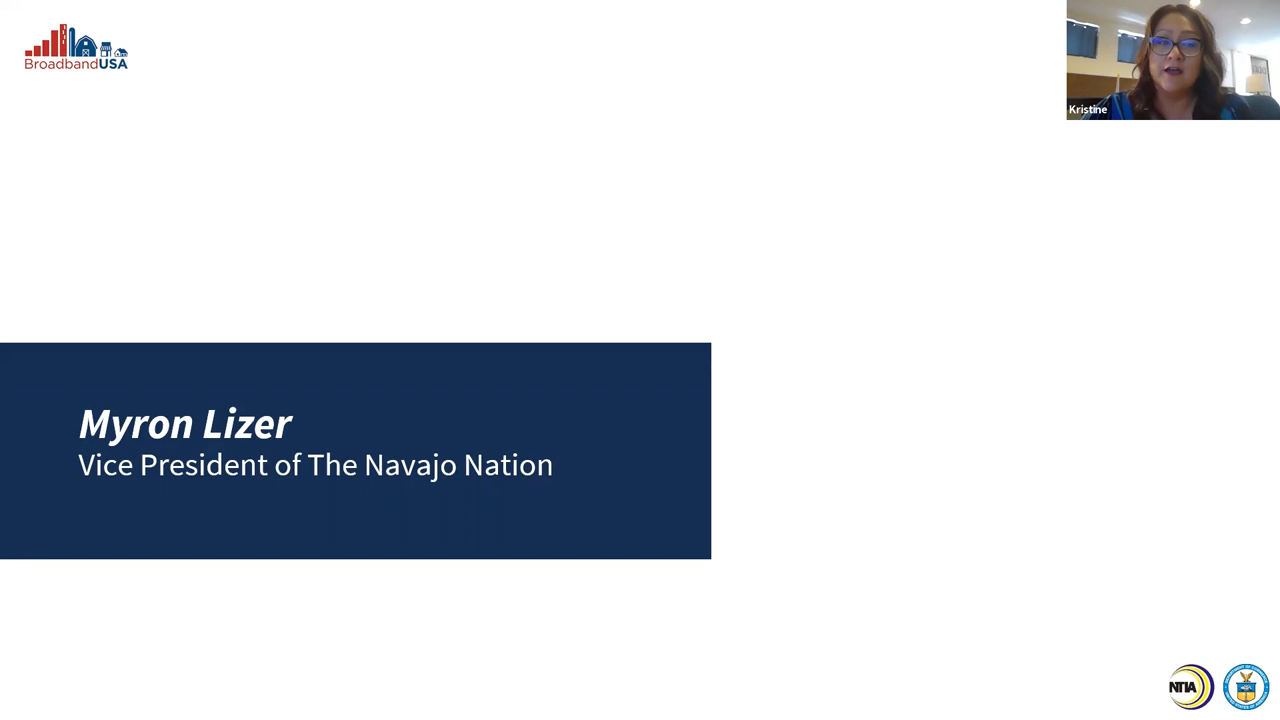 BroadbandUSA
Kristine
Myron Lizer
Vice President of The Navajo Nation
NTIA